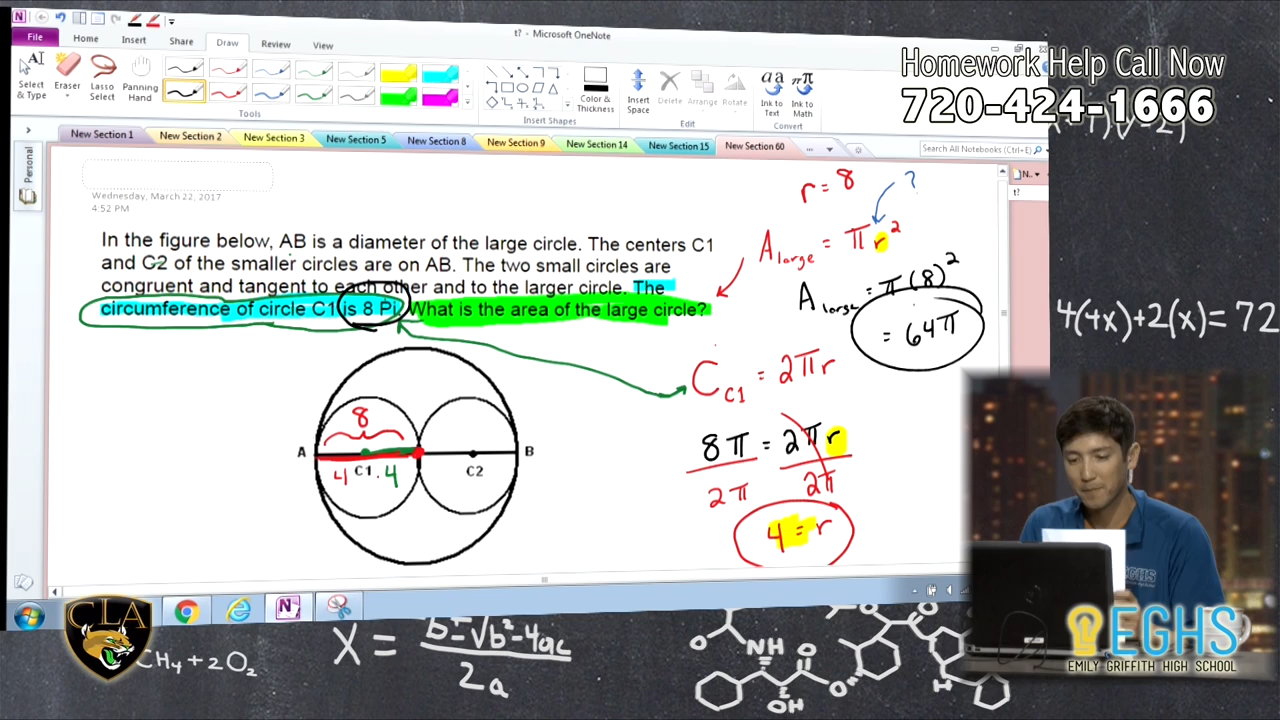 t? - Microsoft OneNote
File Home Insert Share Draw Review View
Homework Help Call Now
720-424-1666
Select & Type
Eraser
Lasso Select
Panning Hand
Color & Thickness
Insert Space
Delete
Arrange
Rotate
Ink to Text
Ink to Math
Tools
Insert Shapes
Edit
Convert
New Section 1 New Section 2 New Section 3 New Section 5 New Section 8 New Section 9 New Section 14 New Section 15 New Section 60 ...
Search All Notebooks (Ctrl+E)
Personal
N..
t?
Wednesday, March 22, 2017
4:52 PM
In the figure below, AB is a diameter of the large circle. The centers C1
and C2 of the smaller circles are on AB. The two small circles are
congruent and tangent to each other and to the larger circle. The
circumference of circle C1 is 8 Pi. What is the area of the large circle?
r = 8
?
A large = πr²
A large = π(8)²
= 64π
C C1 = 2πr
8π = 2πr
2π 2π
4 = r
8
A B
C1 C2
4 4
4(4x)+2(x)=72
CLA
CH₄ + 2O₂
X = b²-√b²-4ac
2a
NH
O
OH
O
H
EGHS
EGHS
EMILY GRIFFITH HIGH SCHOOL